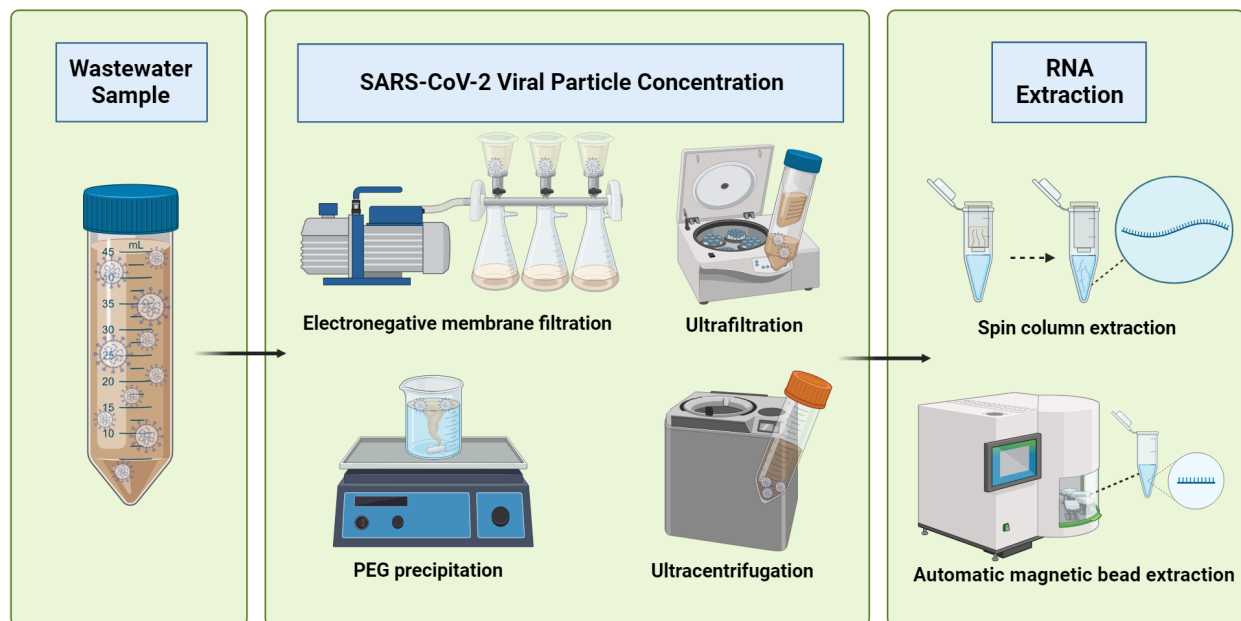 Wastewater
Sample
SARS-CoV-2 Viral Particle Concentration
RNA
Extraction
mL
45
40
35
30
25
20
15
10
Electronegative membrane filtration
Ultrafiltration
Spin column extraction
PEG precipitation
Ultracentrifugation
Automatic magnetic bead extraction